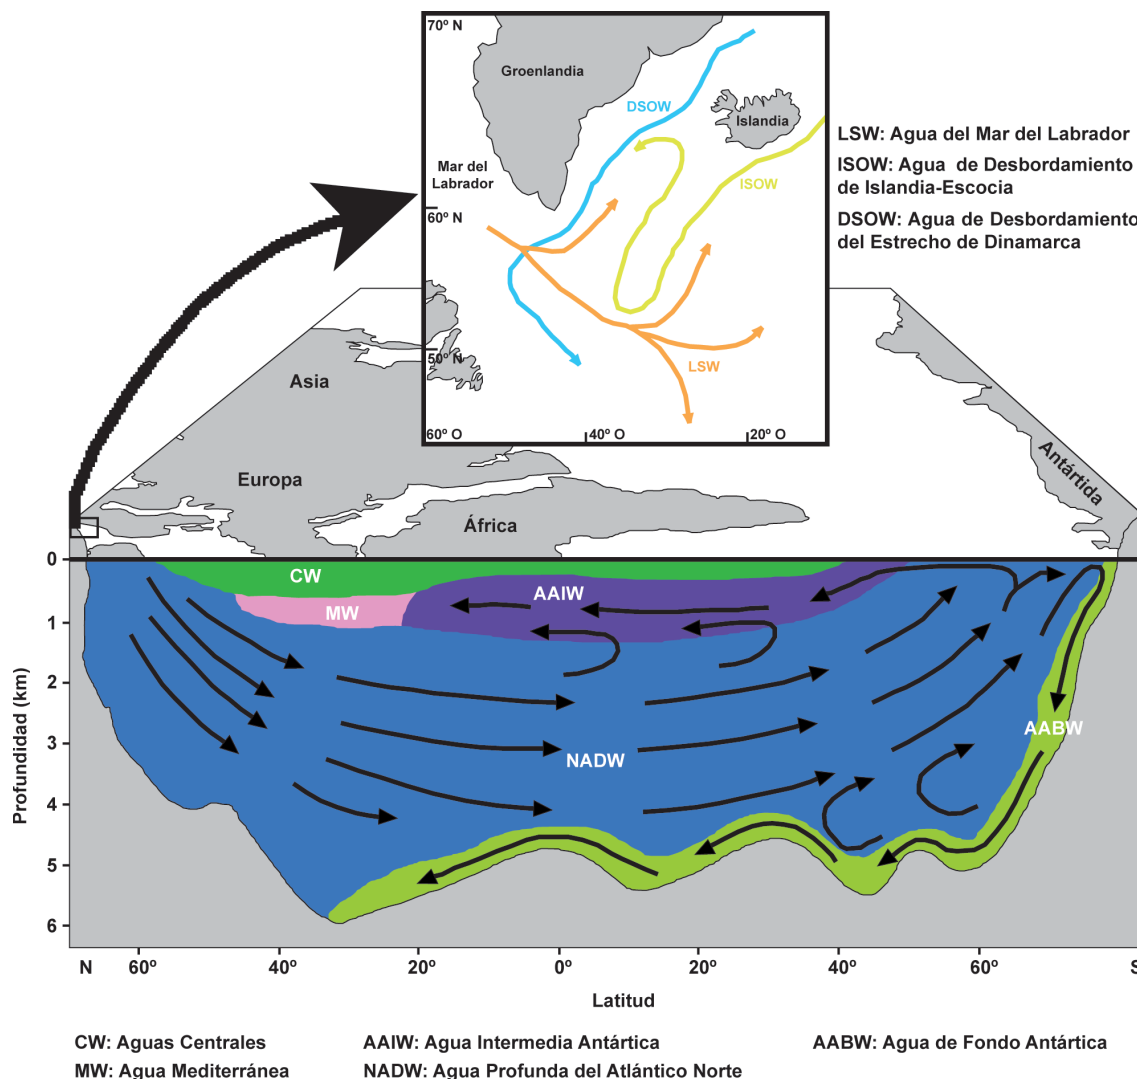 70º N
Groenlandia
DSOW
Islandia
LSW: Agua del Mar del Labrador
ISOW: Agua de Desbordamiento
de Islandia-Escocia
DSOW: Agua de Desbordamiento
del Estrecho de Dinamarca
Mar del
Labrador
ISOW
60º N
50º N
LSW
60º O
40º O
20º O
Asia
Europa
África
Antártida
0
CW
MW
AAIW
1
2
3
4
5
6
NADW
AABW
Profundidad (km)
N 60º 40º 20º 0º 20º 40º 60º S
Latitud
CW: Aguas Centrales AAIW: Agua Intermedia Antártica AABW: Agua de Fondo Antártica
MW: Agua Mediterránea NADW: Agua Profunda del Atlántico Norte